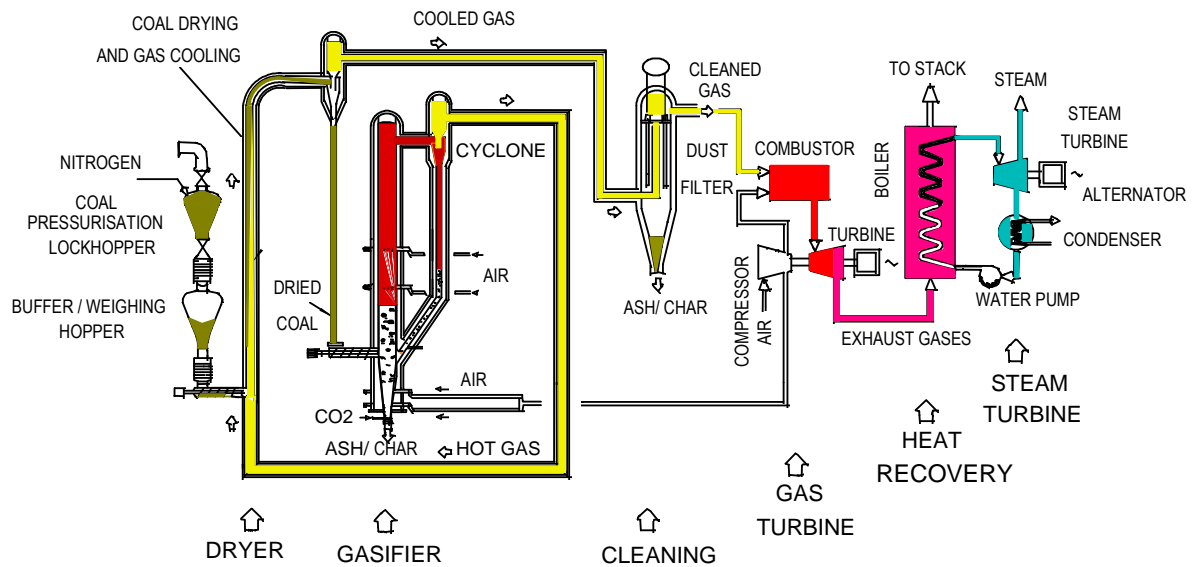 COAL DRYING
AND GAS COOLING
COOLED GAS
NITROGEN
COAL
PRESSURISATION
LOCKHOPPER
BUFFER / WEIGHING
HOPPER
CYCLONE
AIR
DRIED
COAL
AIR
CO2
ASH/ CHAR
HOT GAS
CLEANED
GAS
DUST
FILTER
ASH/ CHAR
COMBUSTOR
TURBINE
~
COMPRESSOR
AIR
EXHAUST GASES
TO STACK
BOILER
STEAM
STEAM
TURBINE
~
ALTERNATOR
CONDENSER
WATER PUMP
DRYER
GASIFIER
CLEANING
GAS
TURBINE
HEAT
RECOVERY
STEAM
TURBINE